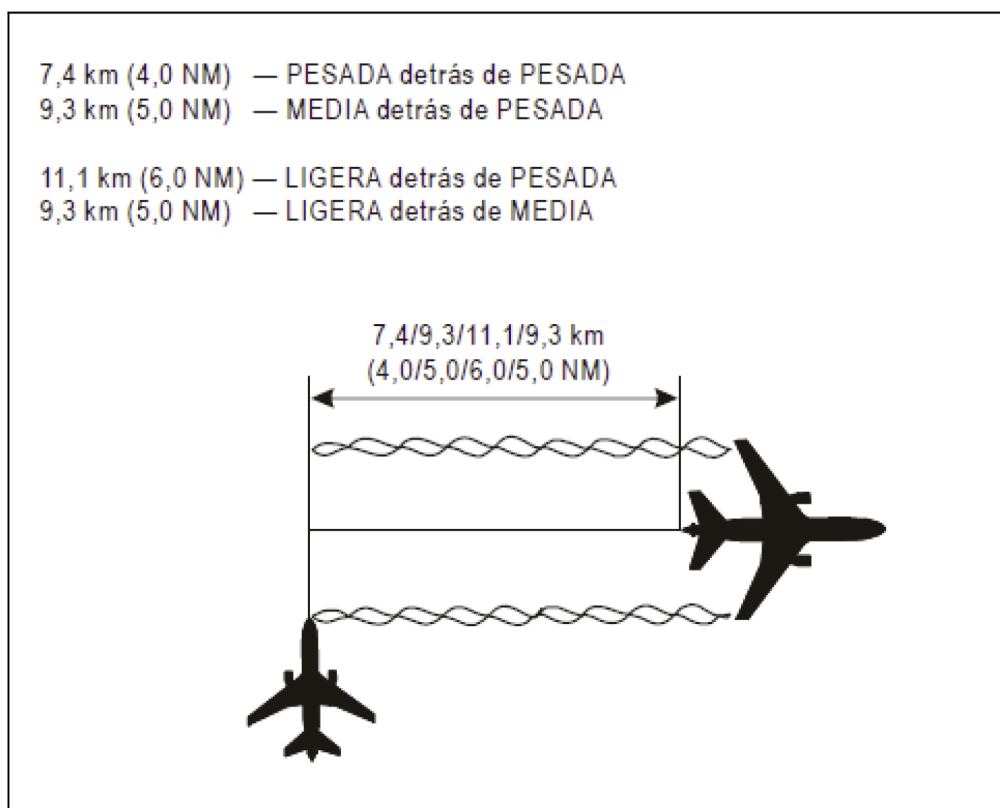 7,4 km (4,0 NM) — PESADA detrás de PESADA
9,3 km (5,0 NM) — MEDIA detrás de PESADA
11,1 km (6,0 NM) — LIGERA detrás de PESADA
9,3 km (5,0 NM) — LIGERA detrás de MEDIA
7,4/9,3/11,1/9,3 km
(4,0/5,0/6,0/5,0 NM)